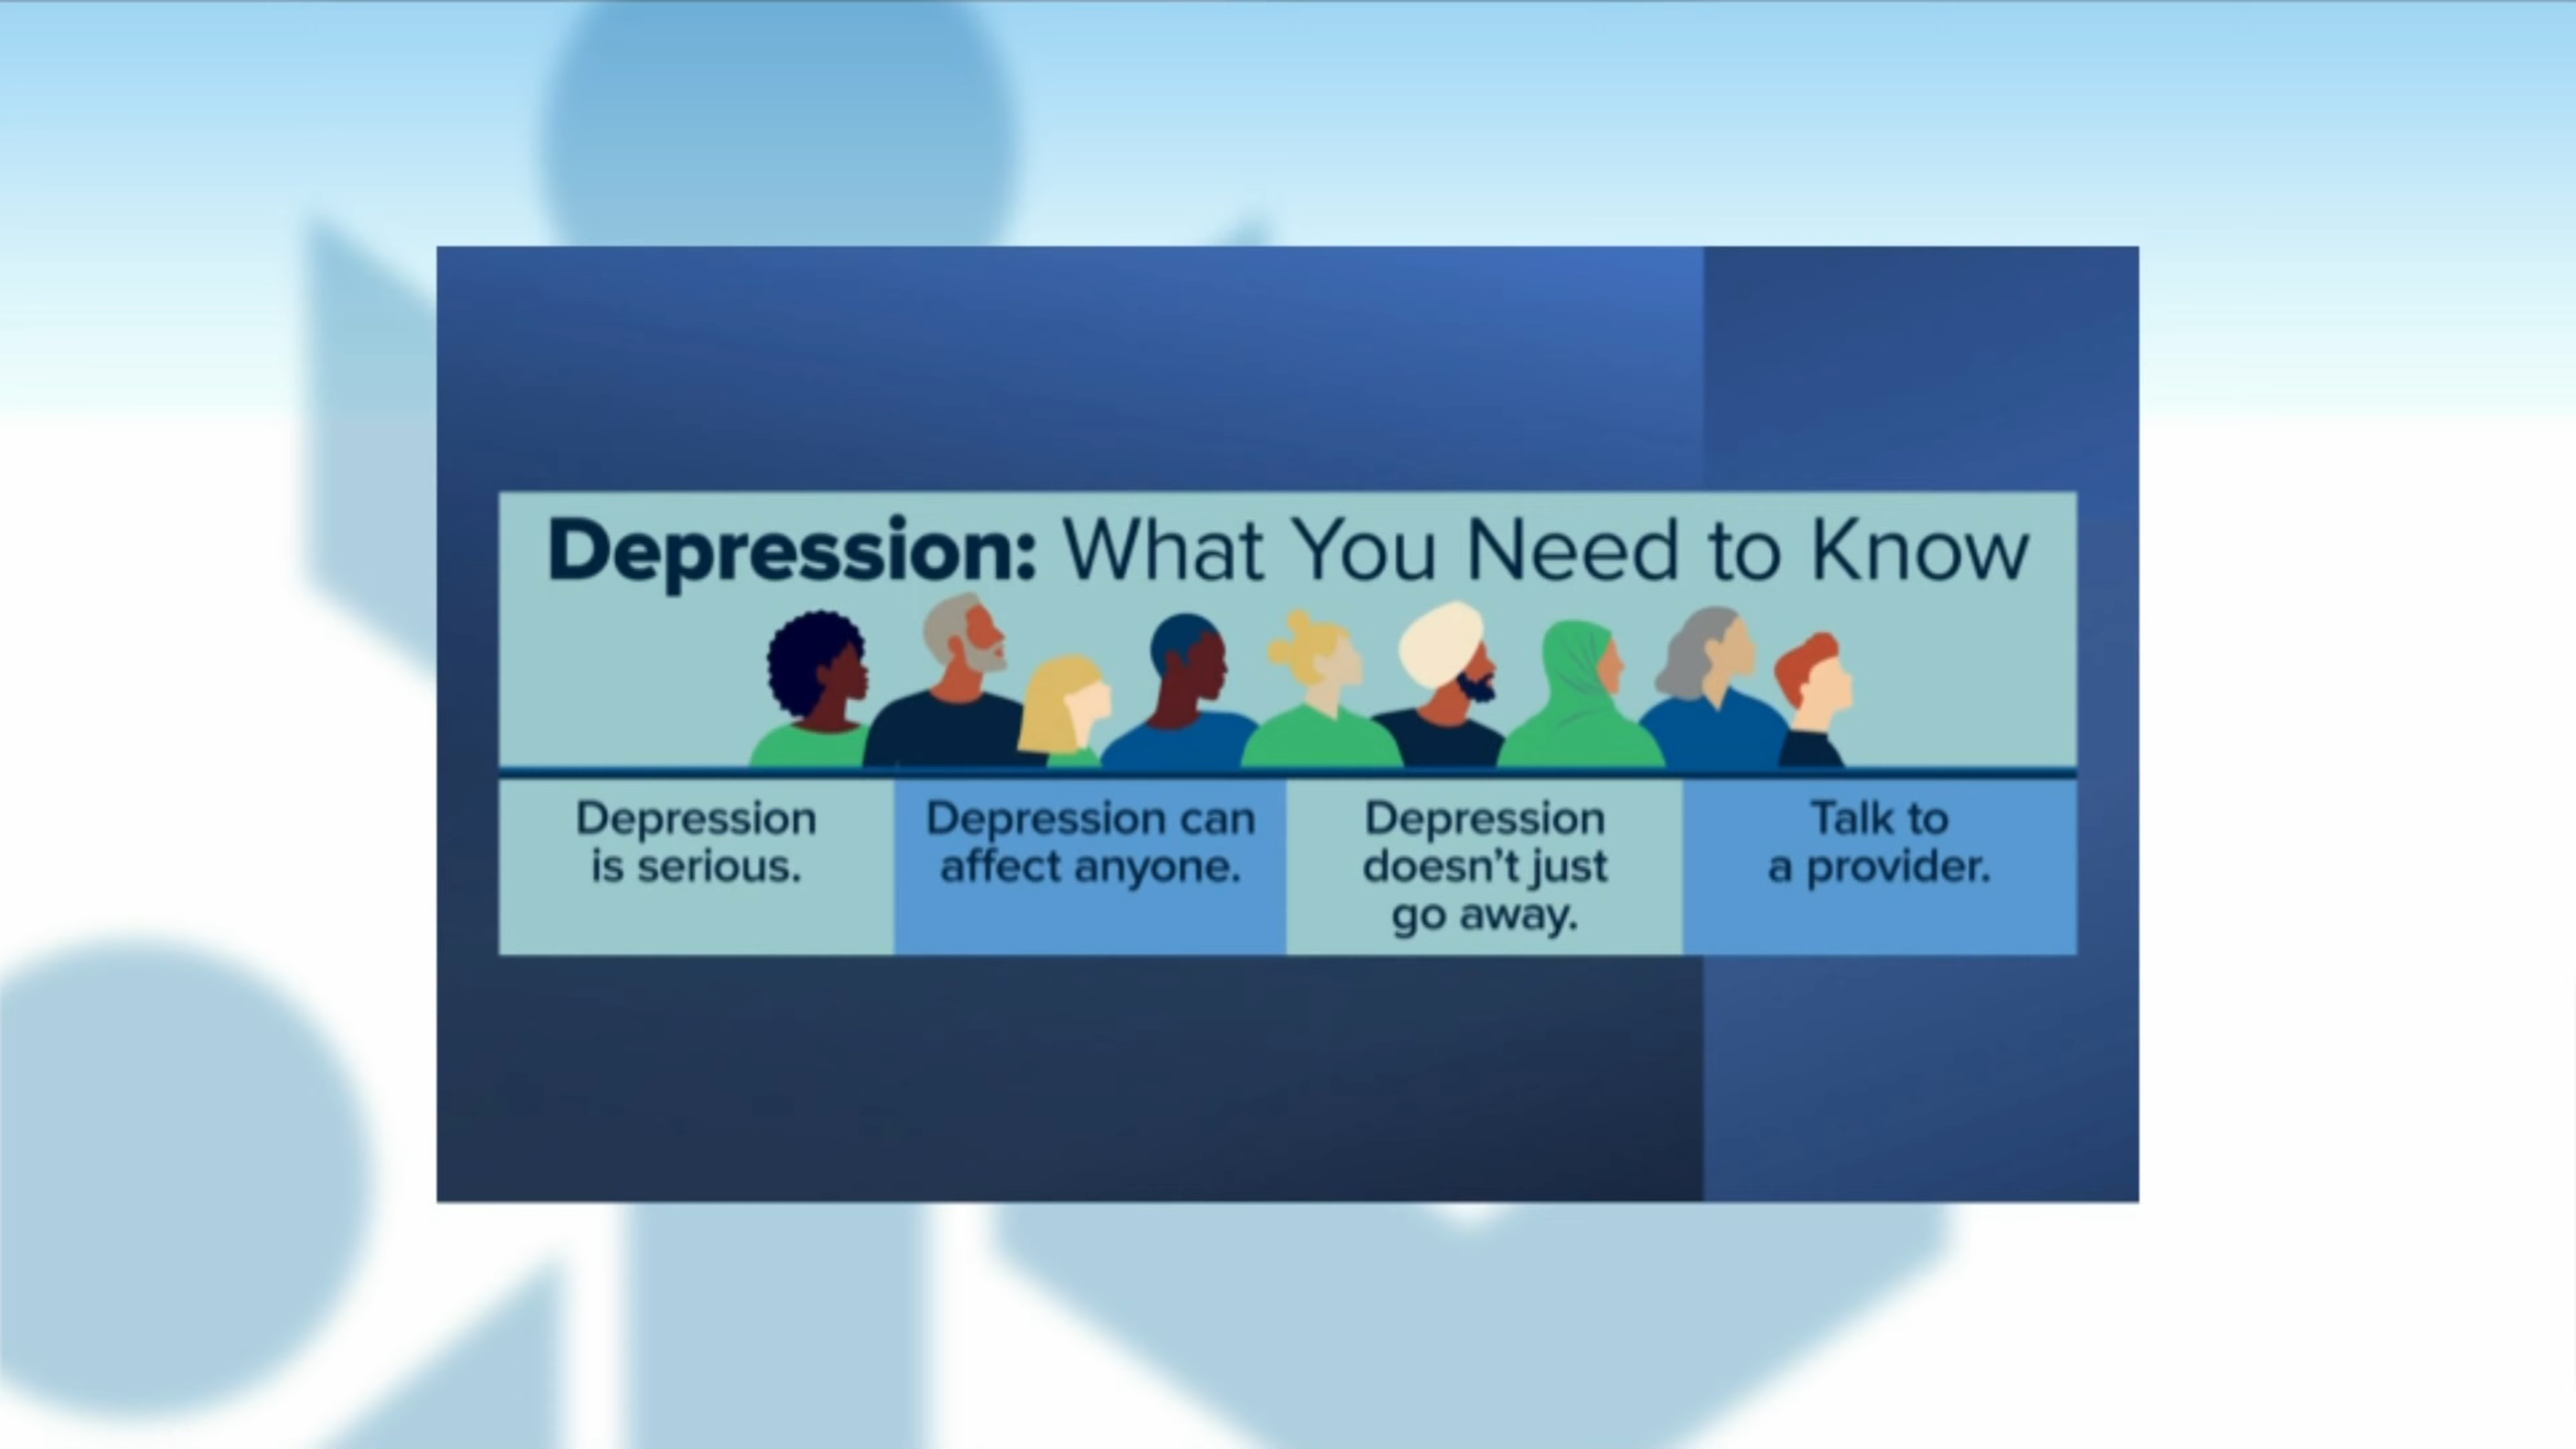 Depression: What You Need to Know
Depression
is serious.
Depression can
affect anyone.
Depression
doesn't just
go away.
Talk to
a provider.